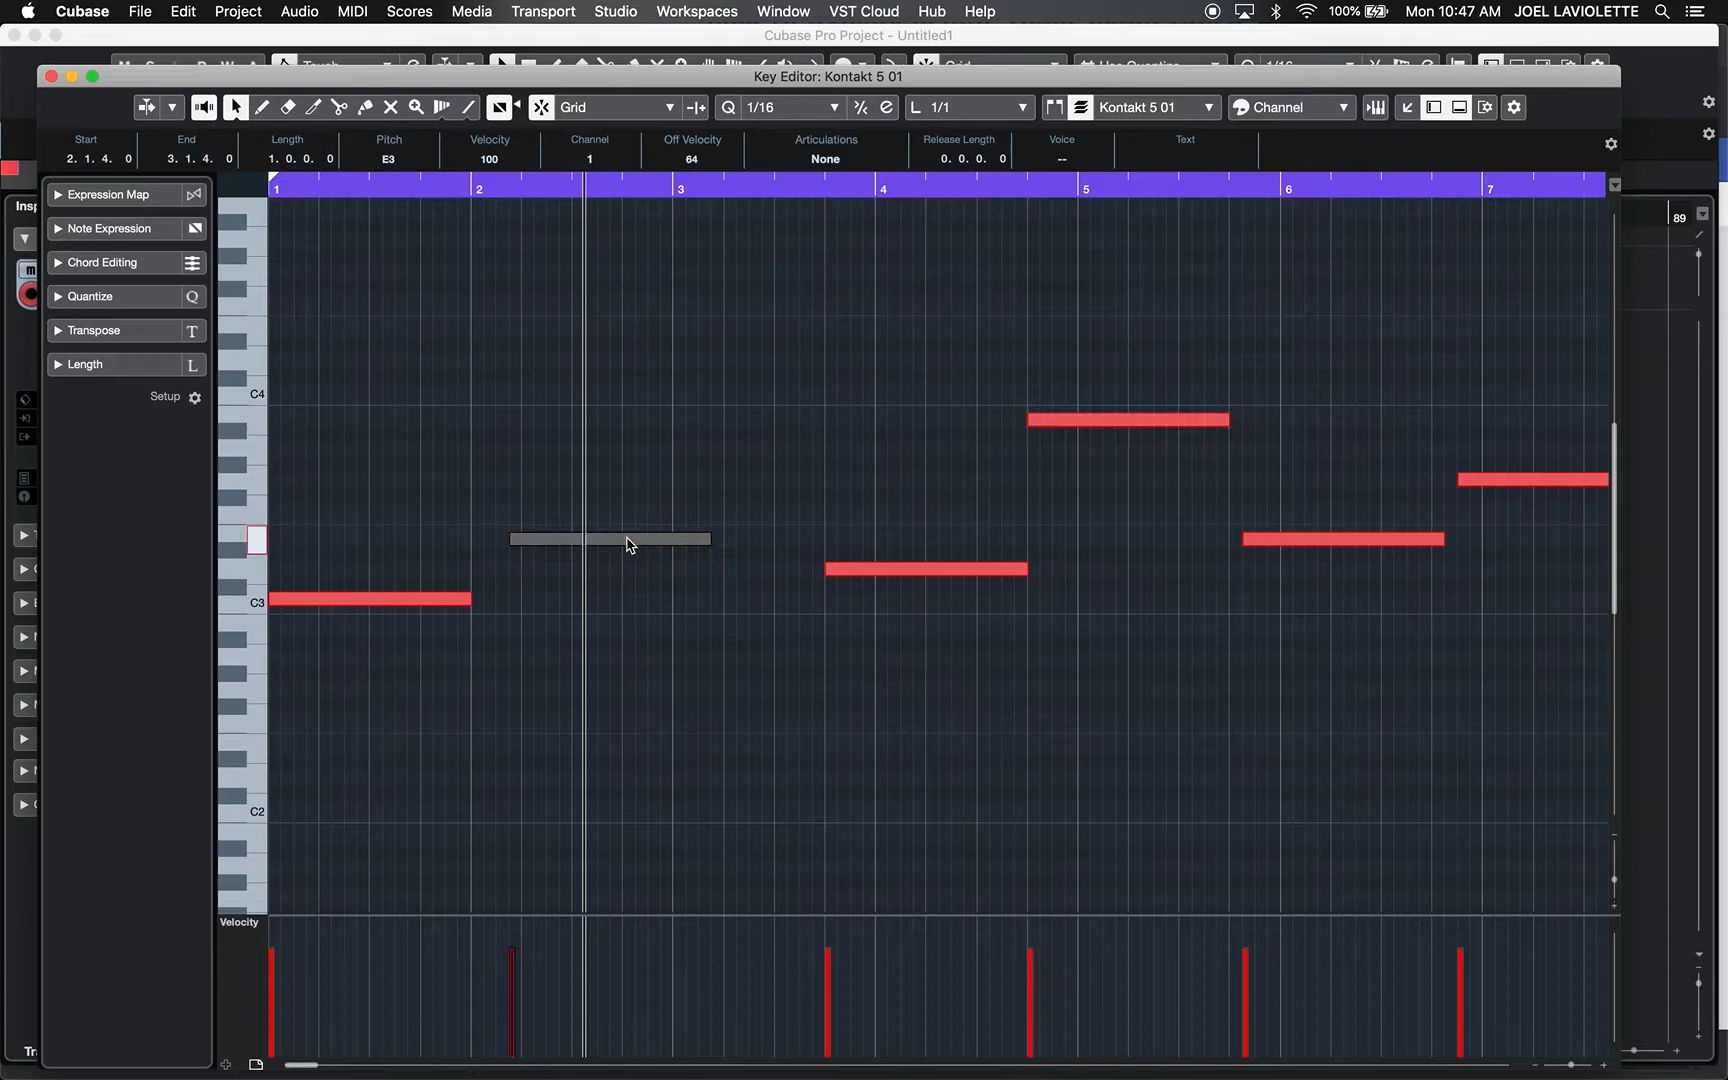 Cubase File Edit Project Audio MIDI Scores Media Transport Studio Workspaces Window VST Cloud Hub Help 100% Mon 10:47 AM JOEL LAVIOLETTE
Cubase Pro Project - Untitled1
Key Editor: Kontakt 5 01
Grid Q 1/16 L 1/1 Kontakt 5 01 Channel
Start End Length Pitch Velocity Channel Off Velocity Articulations Release Length Voice Text
2. 1. 4. 0 3. 1. 4. 0 1. 0. 0. 0 E3 100 1 64 None 0. 0. 0. 0 --
1 2 3 4 5 6 7
Expression Map
Insp
89
Note Expression
Chord Editing
m
Quantize Q
Transpose T
Length L
Setup
C4
C3
C2
Velocity